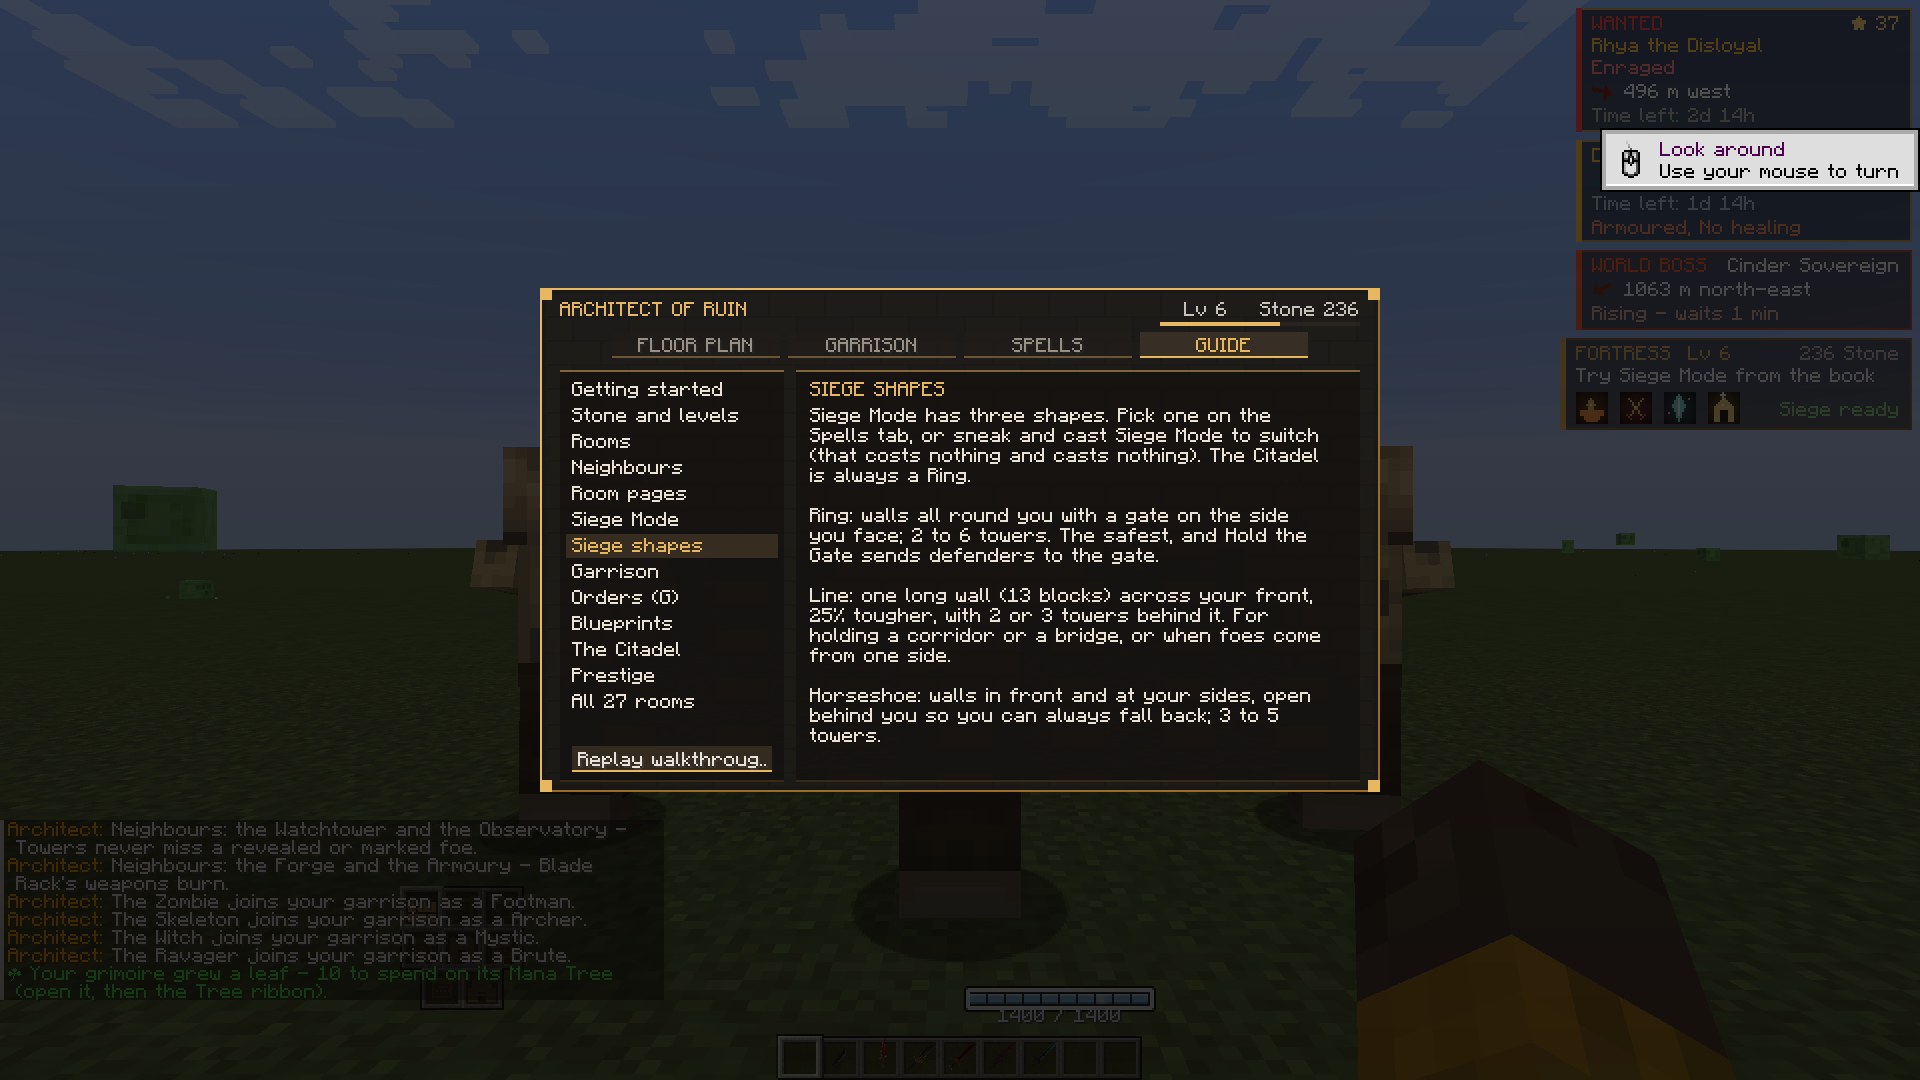 WANTED ★ 37
Rhya the Disloyal
Enraged
496 m west
Time left: 2d 14h
Look around
Use your mouse to turn
Time left: 1d 14h
Armoured, No healing
WORLD BOSS Cinder Sovereign
1063 m north-east
Rising - waits 1 min
FORTRESS Lv 6 236 Stone
Try Siege Mode from the book
Siege ready
ARCHITECT OF RUIN Lv 6 Stone 236
FLOOR PLAN GARRISON SPELLS GUIDE
Getting started
Stone and levels
Rooms
Neighbours
Room pages
Siege Mode
Siege shapes
Garrison
Orders (G)
Blueprints
The Citadel
Prestige
All 27 rooms
Replay walkthroug..
SIEGE SHAPES
Siege Mode has three shapes. Pick one on the
Spells tab, or sneak and cast Siege Mode to switch
(that costs nothing and casts nothing). The Citadel
is always a Ring.
Ring: walls all round you with a gate on the side
you face; 2 to 6 towers. The safest, and Hold the
Gate sends defenders to the gate.
Line: one long wall (13 blocks) across your front,
25% tougher, with 2 or 3 towers behind it. For
holding a corridor or a bridge, or when foes come
from one side.
Horseshoe: walls in front and at your sides, open
behind you so you can always fall back; 3 to 5
towers.
Architect: Neighbours: the Watchtower and the Observatory -
Towers never miss a revealed or marked foe.
Architect: Neighbours: the Forge and the Armoury - Blade
Rack's weapons burn.
Architect: The Zombie joins your garrison as a Footman.
Architect: The Skeleton joins your garrison as a Archer.
Architect: The Witch joins your garrison as a Mystic.
Architect: The Ravager joins your garrison as a Brute.
Your grimoire grew a leaf - 10 to spend on its Mana Tree
(open it, then the Tree ribbon).
1400 / 1400